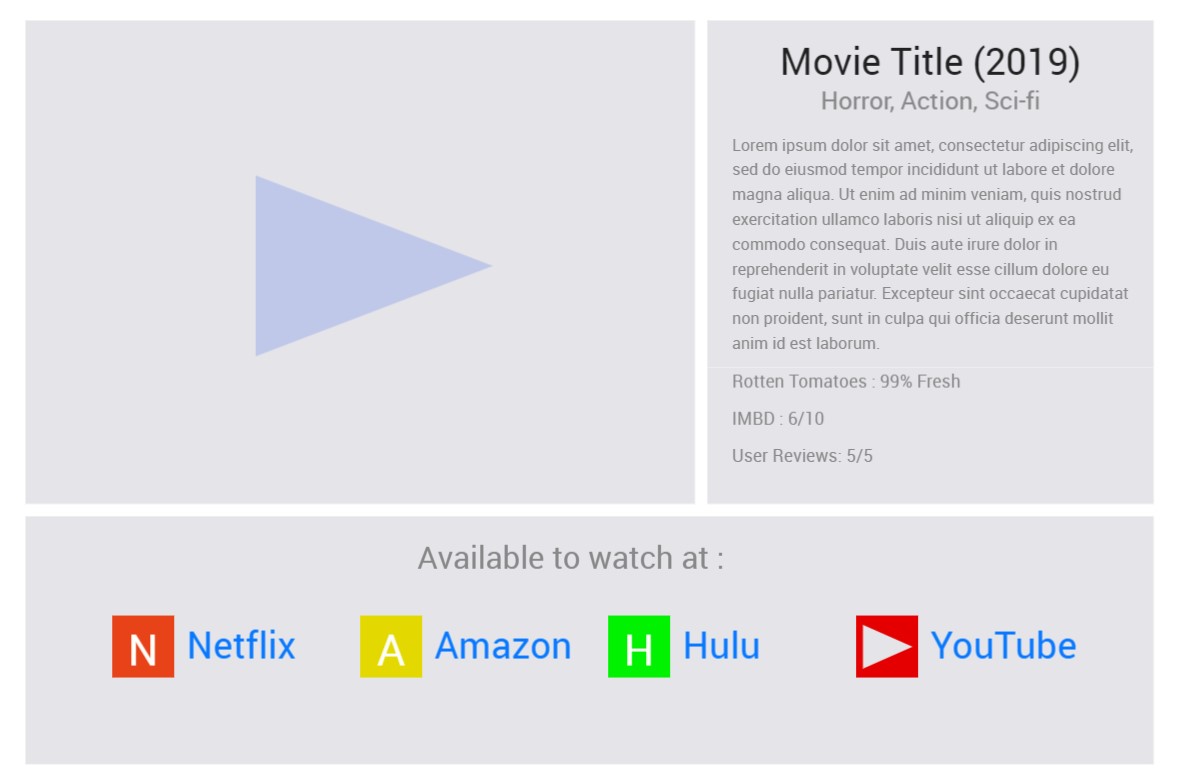 Movie Title (2019)
Horror, Action, Sci-fi
Lorem ipsum dolor sit amet, consectetur adipiscing elit,
sed do eiusmod tempor incididunt ut labore et dolore
magna aliqua. Ut enim ad minim veniam, quis nostrud
exercitation ullamco laboris nisi ut aliquip ex ea
commodo consequat. Duis aute irure dolor in
reprehenderit in voluptate velit esse cillum dolore eu
fugiat nulla pariatur. Excepteur sint occaecat cupidatat
non proident, sunt in culpa qui officia deserunt mollit
anim id est laborum.
Rotten Tomatoes : 99% Fresh
IMBD : 6/10
User Reviews: 5/5
Available to watch at :
N Netflix
A Amazon
H Hulu
YouTube